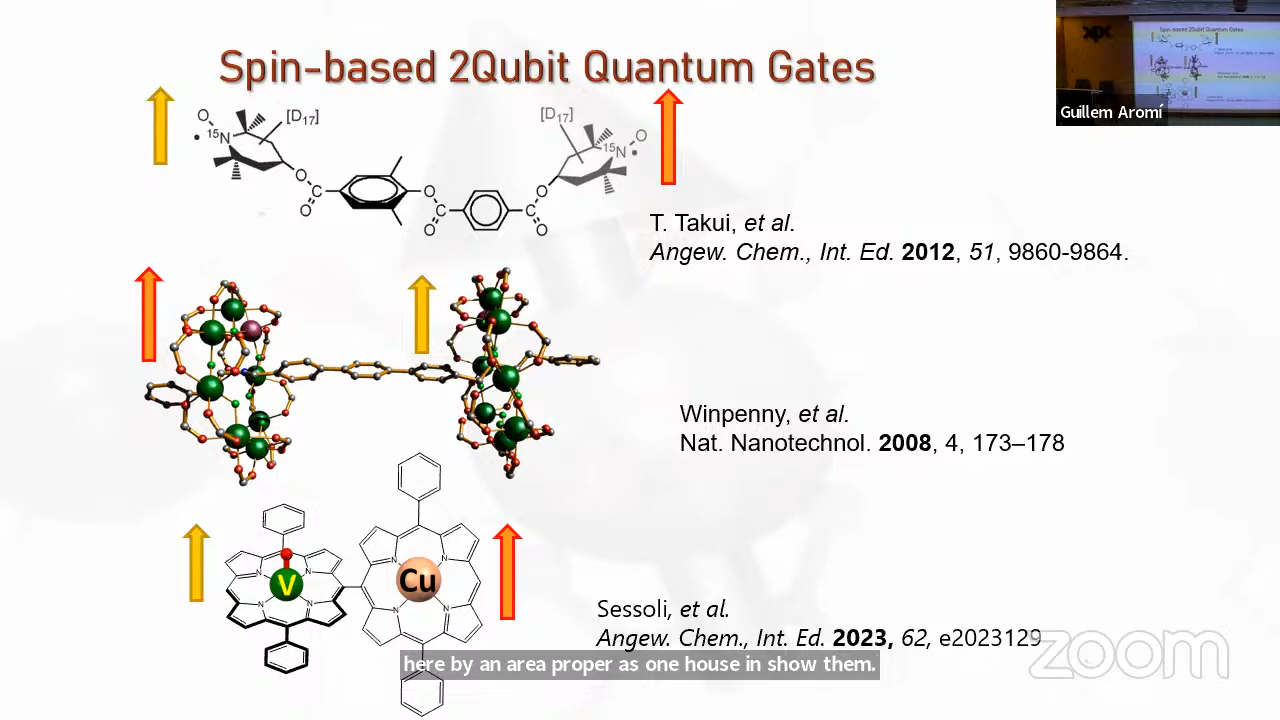 Spin-based 2Qubit Quantum Gates
Guillem Aromí
O
15N
[D17]
[D17]
O
15N
O
C
O
O
C
O
O
C
O
T. Takui, et al.
Angew. Chem., Int. Ed. 2012, 51, 9860-9864.
Winpenny, et al.
Nat. Nanotechnol. 2008, 4, 173–178
N
N
N
N
V
N
N
N
N
Cu
Sessoli, et al.
Angew. Chem., Int. Ed. 2023, 62, e2023129
here by an area proper as one house in show them.
zoom